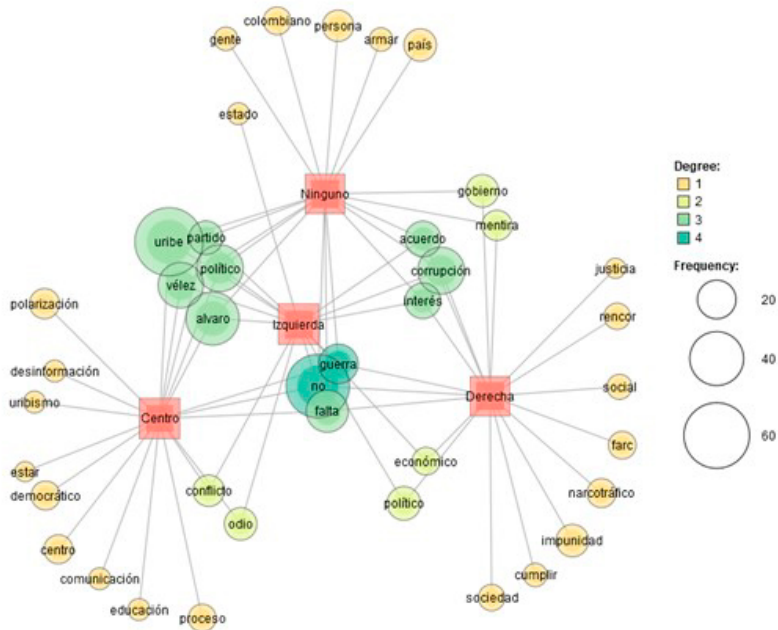 colombiano
persona
gente
armar
país
estado
Ninguno
gobierno
mentira
uribe
partido
político
vélez
alvaro
acuerdo
corrupción
interés
Izquierda
guerra
no
falta
Centro
Derecha
polarización
desinformación
uribismo
estar
democrático
centro
comunicación
educación
proceso
conflicto
odio
económico
político
justicia
rencor
social
farc
narcotráfico
impunidad
cumplir
sociedad
Degree:
1
2
3
4
Frequency:
20
40
60